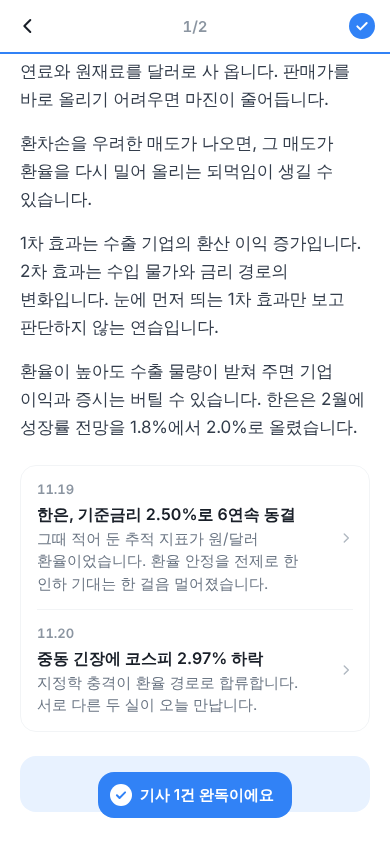 1/2
연료와 원재료를 달러로 사 옵니다. 판매가를
바로 올리기 어려우면 마진이 줄어듭니다.
환차손을 우려한 매도가 나오면, 그 매도가
환율을 다시 밀어 올리는 되먹임이 생길 수
있습니다.
1차 효과는 수출 기업의 환산 이익 증가입니다.
2차 효과는 수입 물가와 금리 경로의
변화입니다. 눈에 먼저 띄는 1차 효과만 보고
판단하지 않는 연습입니다.
환율이 높아도 수출 물량이 받쳐 주면 기업
이익과 증시는 버틸 수 있습니다. 한은은 2월에
성장률 전망을 1.8%에서 2.0%로 올렸습니다.
11.19
한은, 기준금리 2.50%로 6연속 동결
그때 적어 둔 추적 지표가 원/달러
환율이었습니다. 환율 안정을 전제로 한
인하 기대는 한 걸음 멀어졌습니다.
11.20
중동 긴장에 코스피 2.97% 하락
지정학 충격이 환율 경로로 합류합니다.
서로 다른 두 실이 오늘 만납니다.
기사 1건 완독이에요